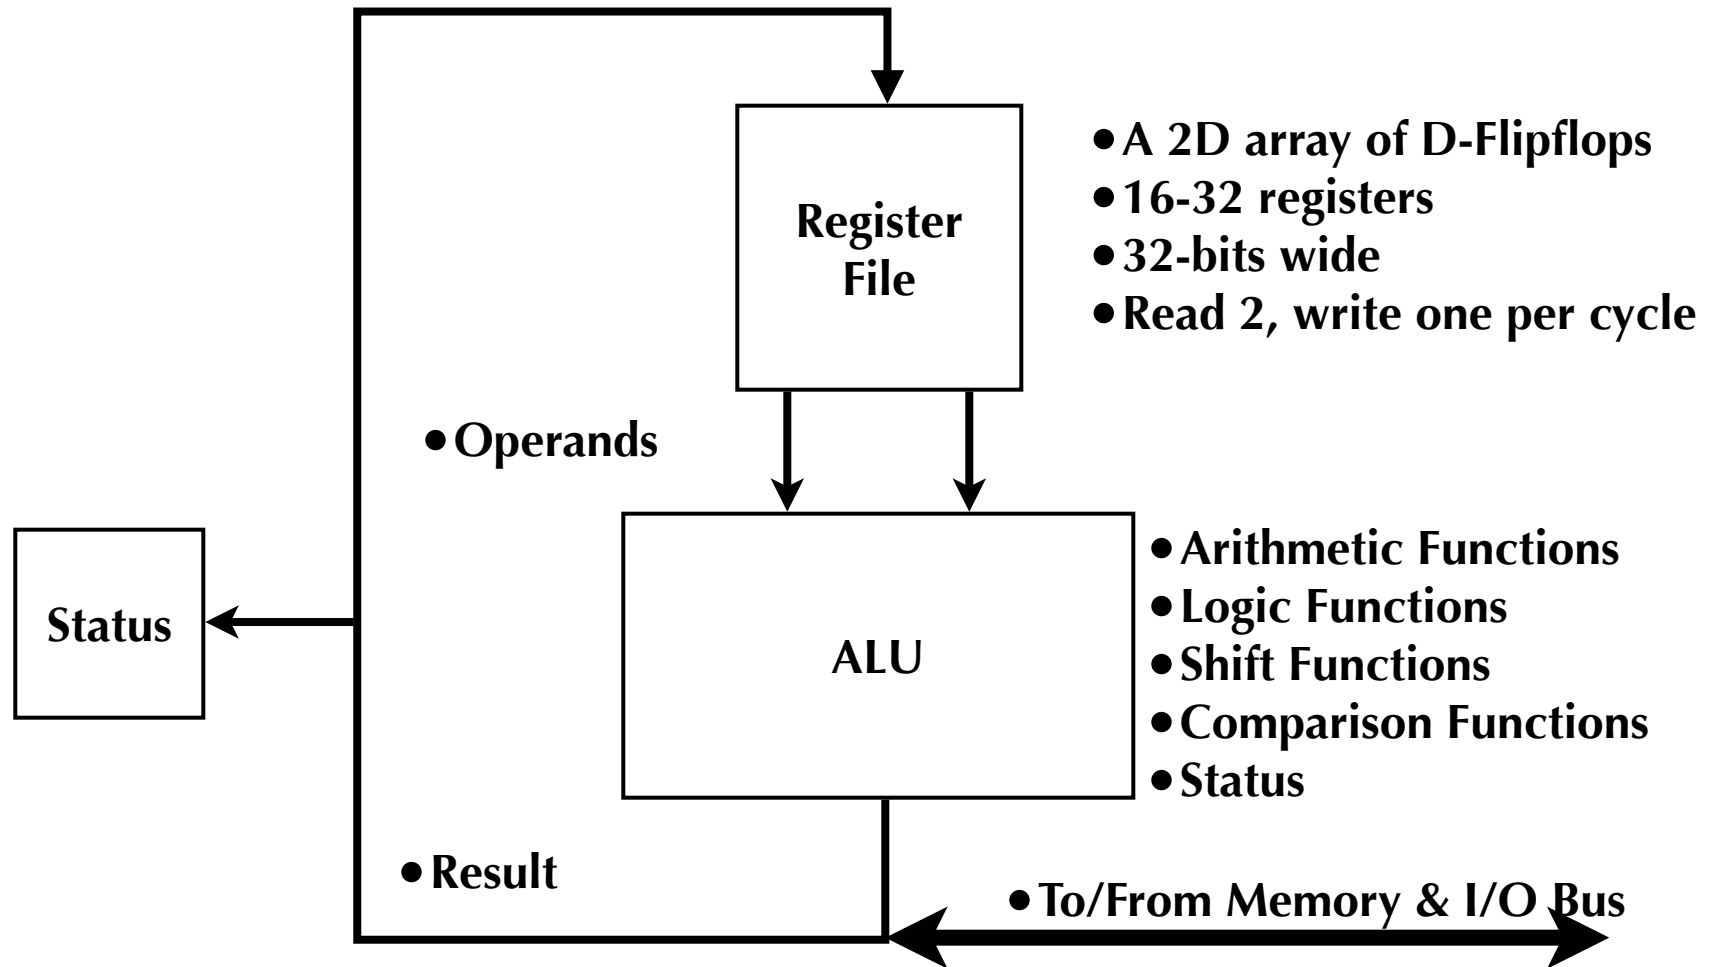 Register
File
• A 2D array of D-Flipflops
• 16-32 registers
• 32-bits wide
• Read 2, write one per cycle
• Operands
Status
ALU
• Arithmetic Functions
• Logic Functions
• Shift Functions
• Comparison Functions
• Status
• Result
• To/From Memory & I/O Bus